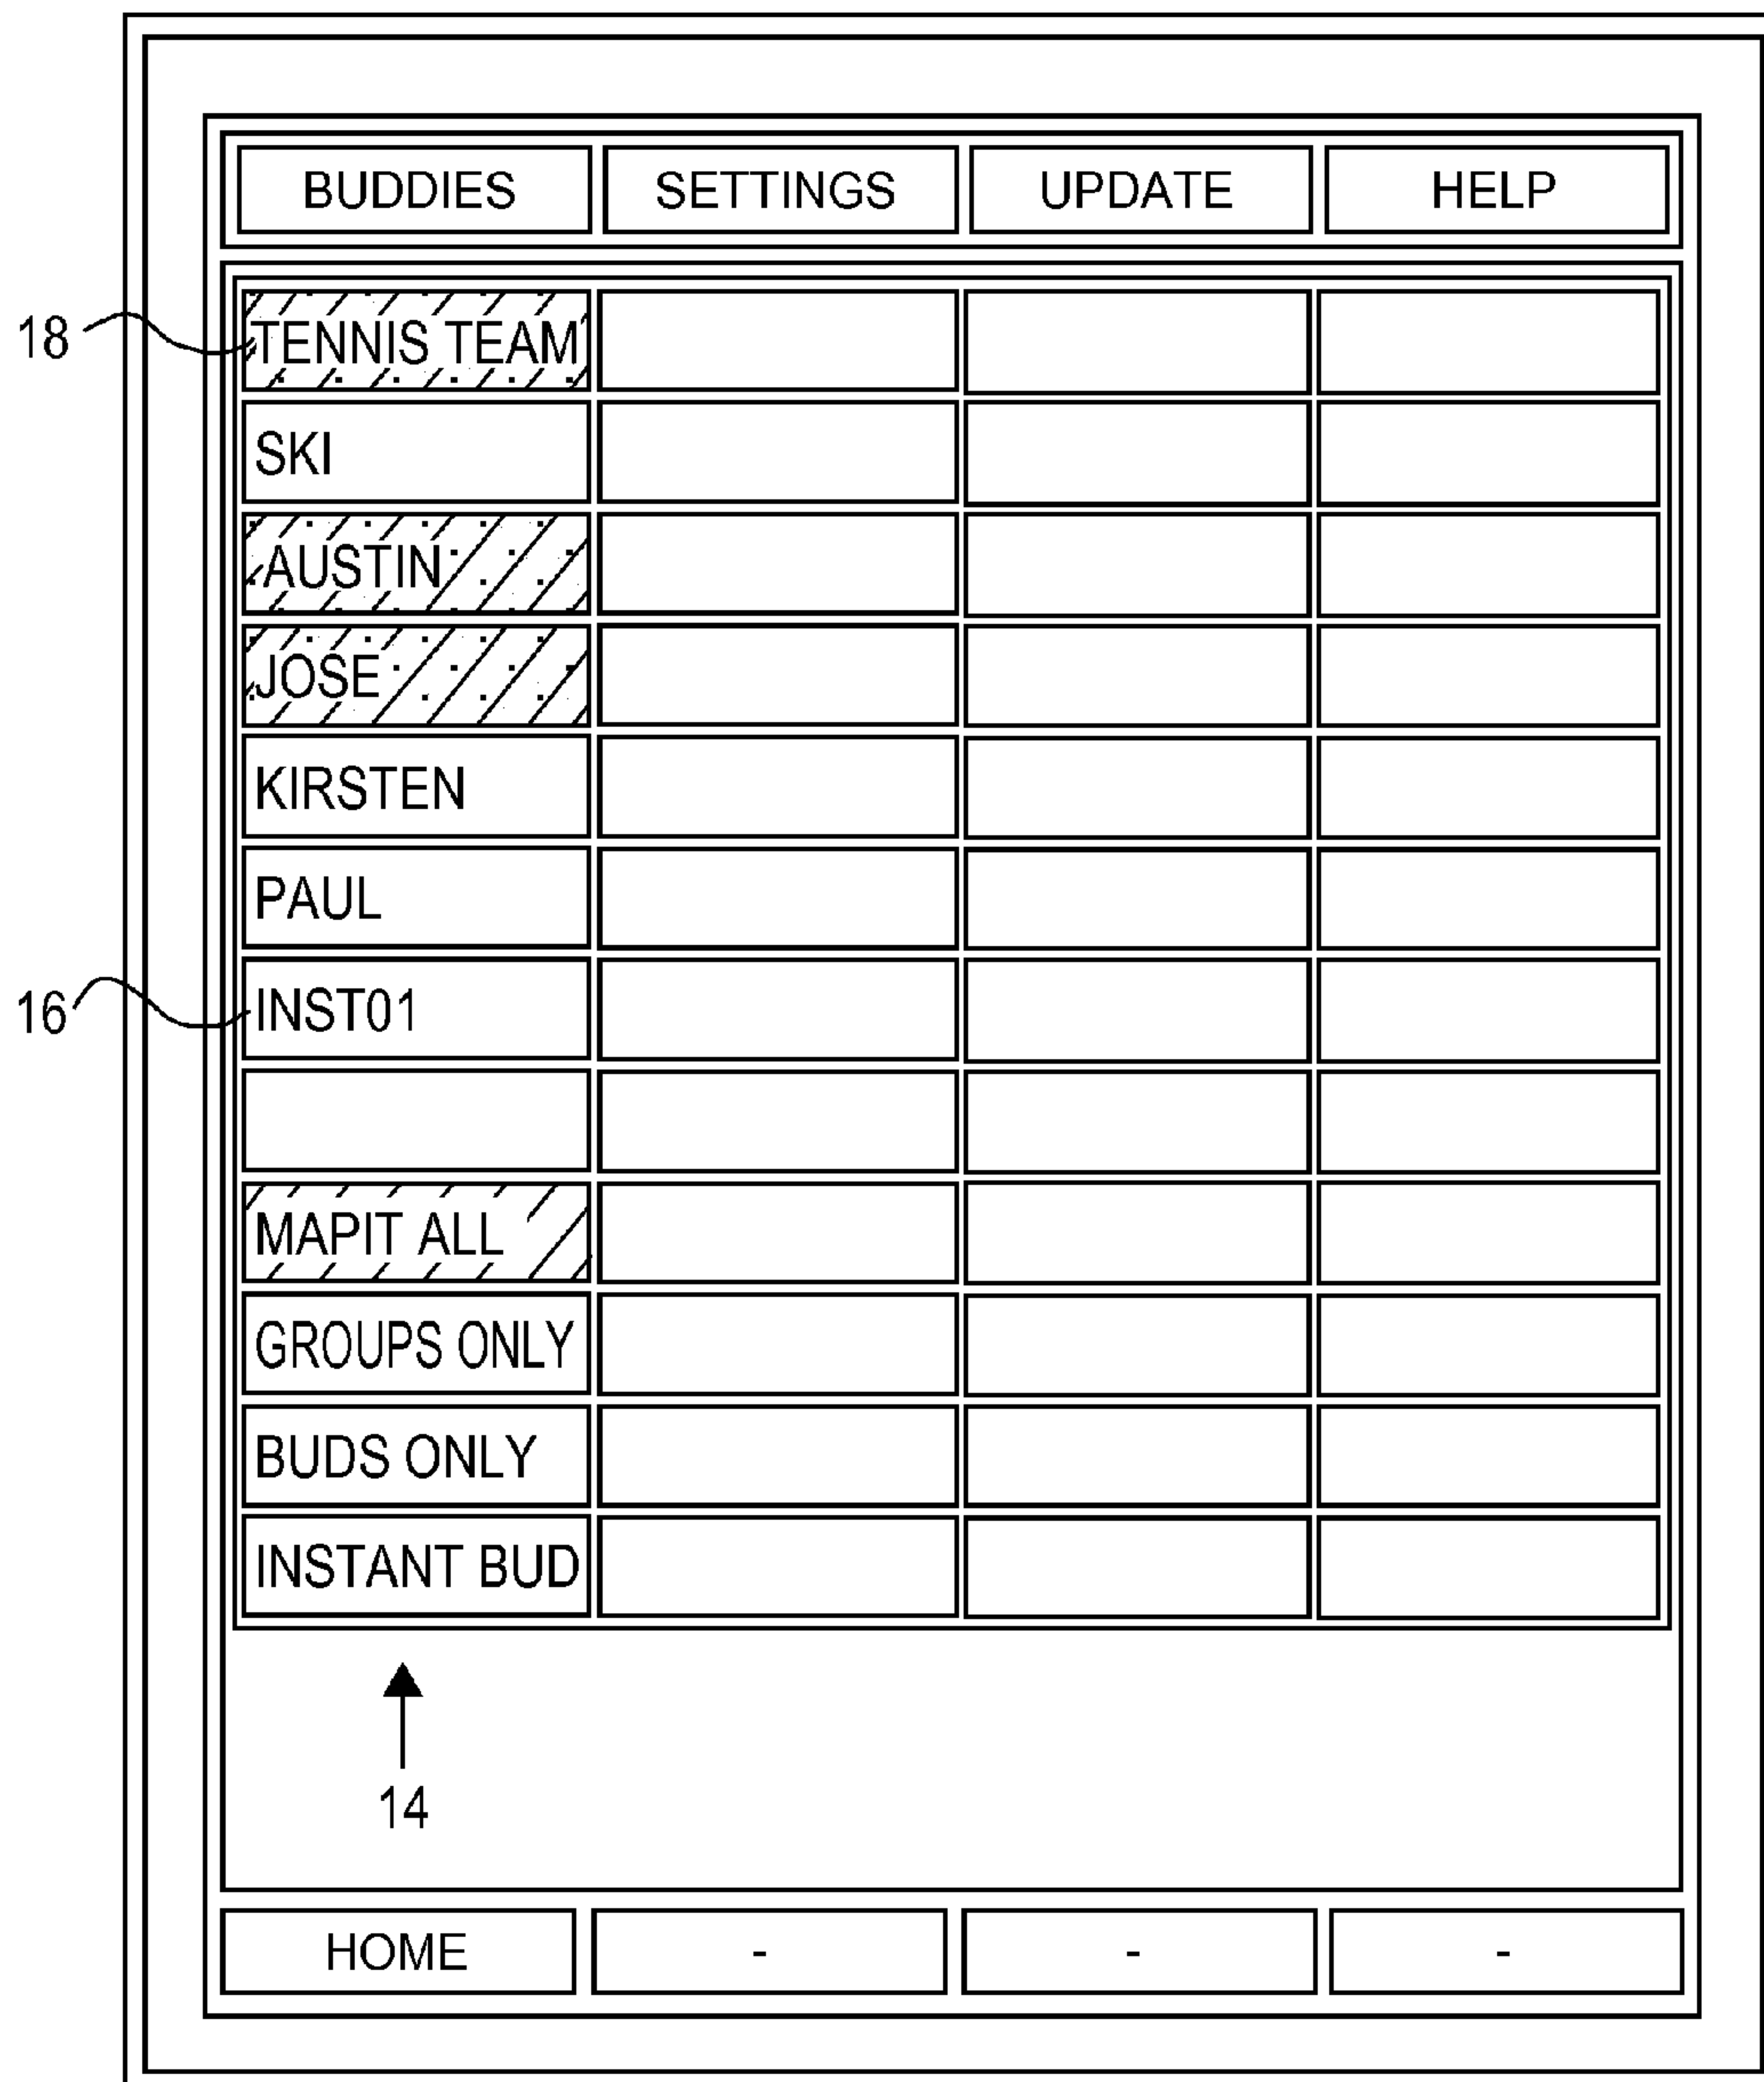 BUDDIES SETTINGS UPDATE HELP
18 TENNIS TEAM
SKI
AUSTIN
JOSE
KIRSTEN
PAUL
16 INST01
MAPIT ALL
GROUPS ONLY
BUDS ONLY
INSTANT BUD
14
HOME - - -